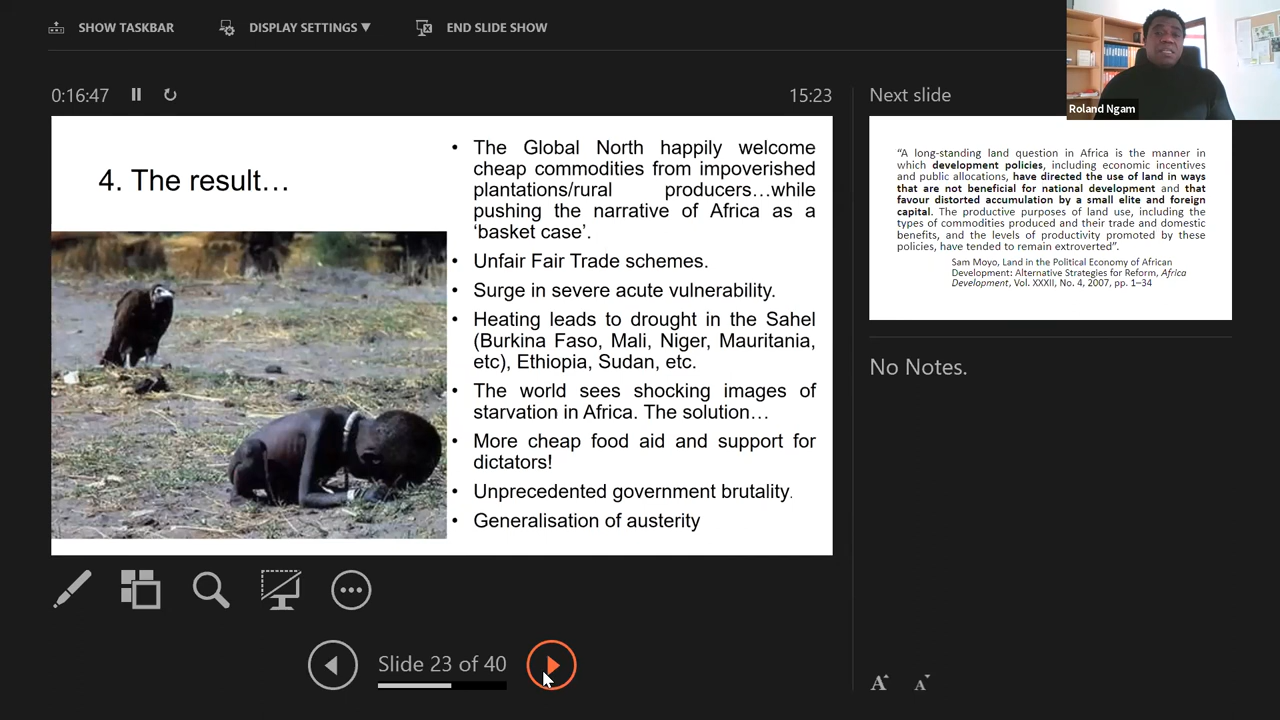 SHOW TASKBAR
DISPLAY SETTINGS ▼
END SLIDE SHOW
0:16:47
15:23
4. The result…
• The Global North happily welcome
cheap commodities from impoverished
plantations/rural producers…while
pushing the narrative of Africa as a
‘basket case’.
• Unfair Fair Trade schemes.
• Surge in severe acute vulnerability.
• Heating leads to drought in the Sahel
(Burkina Faso, Mali, Niger, Mauritania,
etc), Ethiopia, Sudan, etc.
• The world sees shocking images of
starvation in Africa. The solution…
• More cheap food aid and support for
dictators!
• Unprecedented government brutality.
• Generalisation of austerity
Slide 23 of 40
Next slide
Roland Ngam
“A long-standing land question in Africa is the manner in
which development policies, including economic incentives
and public allocations, have directed the use of land in ways
that are not beneficial for national development and that
favour distorted accumulation by a small elite and foreign
capital. The productive purposes of land use, including the
types of commodities produced and their trade and domestic
benefits, and the levels of productivity promoted by these
policies, have tended to remain extroverted”.
Sam Moyo, Land in the Political Economy of African
Development: Alternative Strategies for Reform, Africa
Development, Vol. XXXII, No. 4, 2007, pp. 1–34
No Notes.
A A